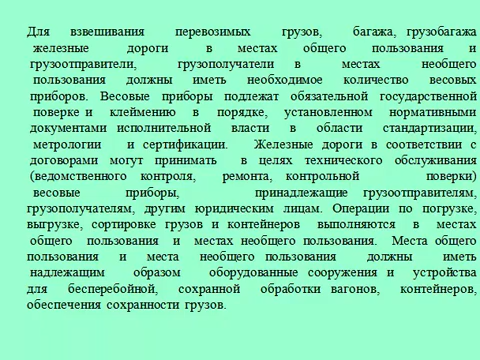 Для взвешивания перевозимых грузов, багажа, грузобагажа
железные дороги в местах общего пользования и
грузоотправители, грузополучатели в местах необщего
пользования должны иметь необходимое количество весовых
приборов. Весовые приборы подлежат обязательной государственной
поверке и клеймению в порядке, установленном нормативными
документами исполнительной власти в области стандартизации,
метрологии и сертификации. Железные дороги в соответствии с
договорами могут принимать в целях технического обслуживания
(ведомственного контроля, ремонта, контрольной поверки)
весовые приборы, принадлежащие грузоотправителям,
грузополучателям, другим юридическим лицам. Операции по погрузке,
выгрузке, сортировке грузов и контейнеров выполняются в местах
общего пользования и местах необщего пользования. Места общего
пользования и места необщего пользования должны иметь
надлежащим образом оборудованные сооружения и устройства
для бесперебойной, сохранной обработки вагонов, контейнеров,
обеспечения сохранности грузов.